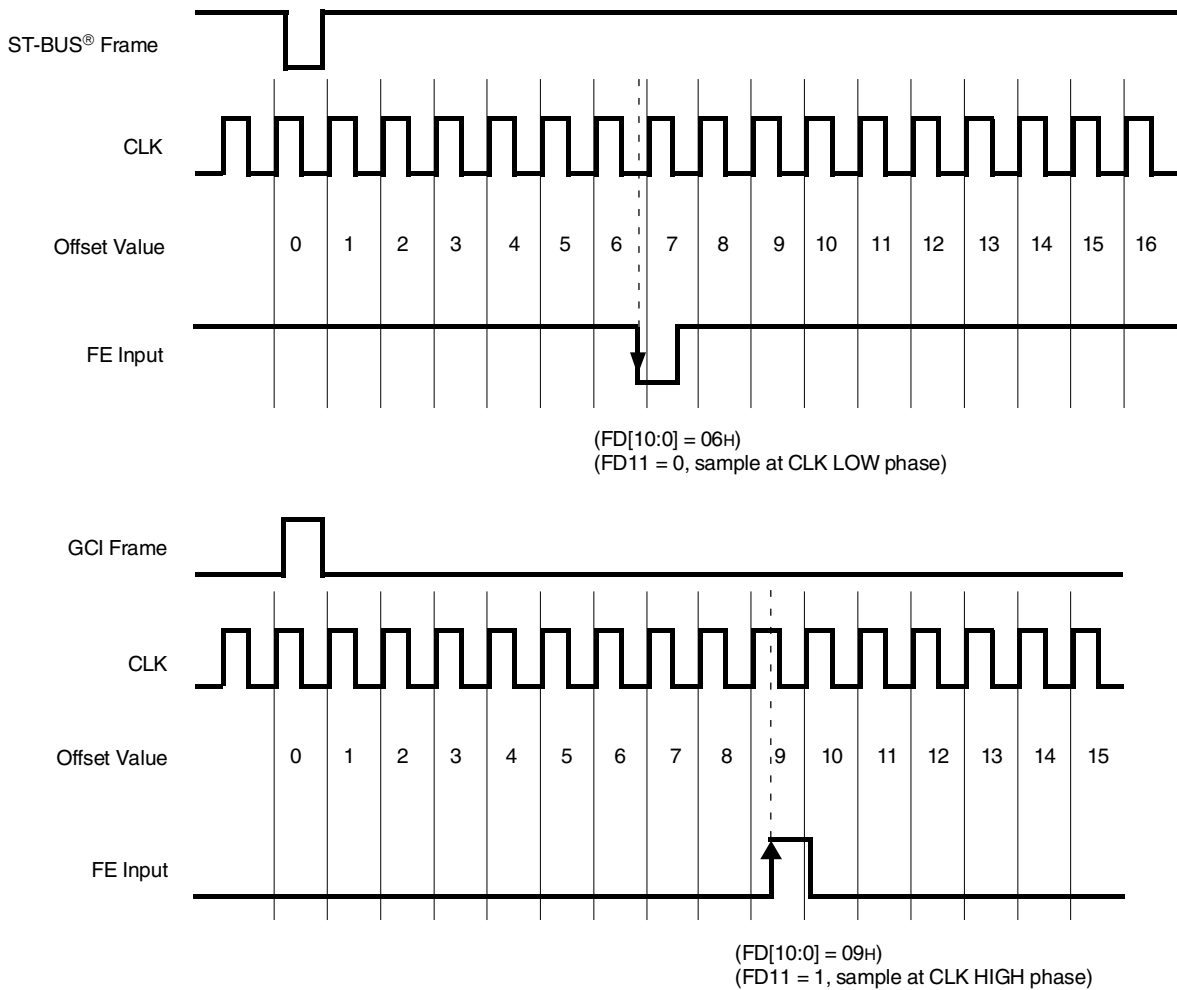 ST-BUS® Frame
CLK
Offset Value 0 1 2 3 4 5 6 7 8 9 10 11 12 13 14 15 16
FE Input
(FD[10:0] = 06H)
(FD11 = 0, sample at CLK LOW phase)
GCI Frame
CLK
Offset Value 0 1 2 3 4 5 6 7 8 9 10 11 12 13 14 15
FE Input
(FD[10:0] = 09H)
(FD11 = 1, sample at CLK HIGH phase)